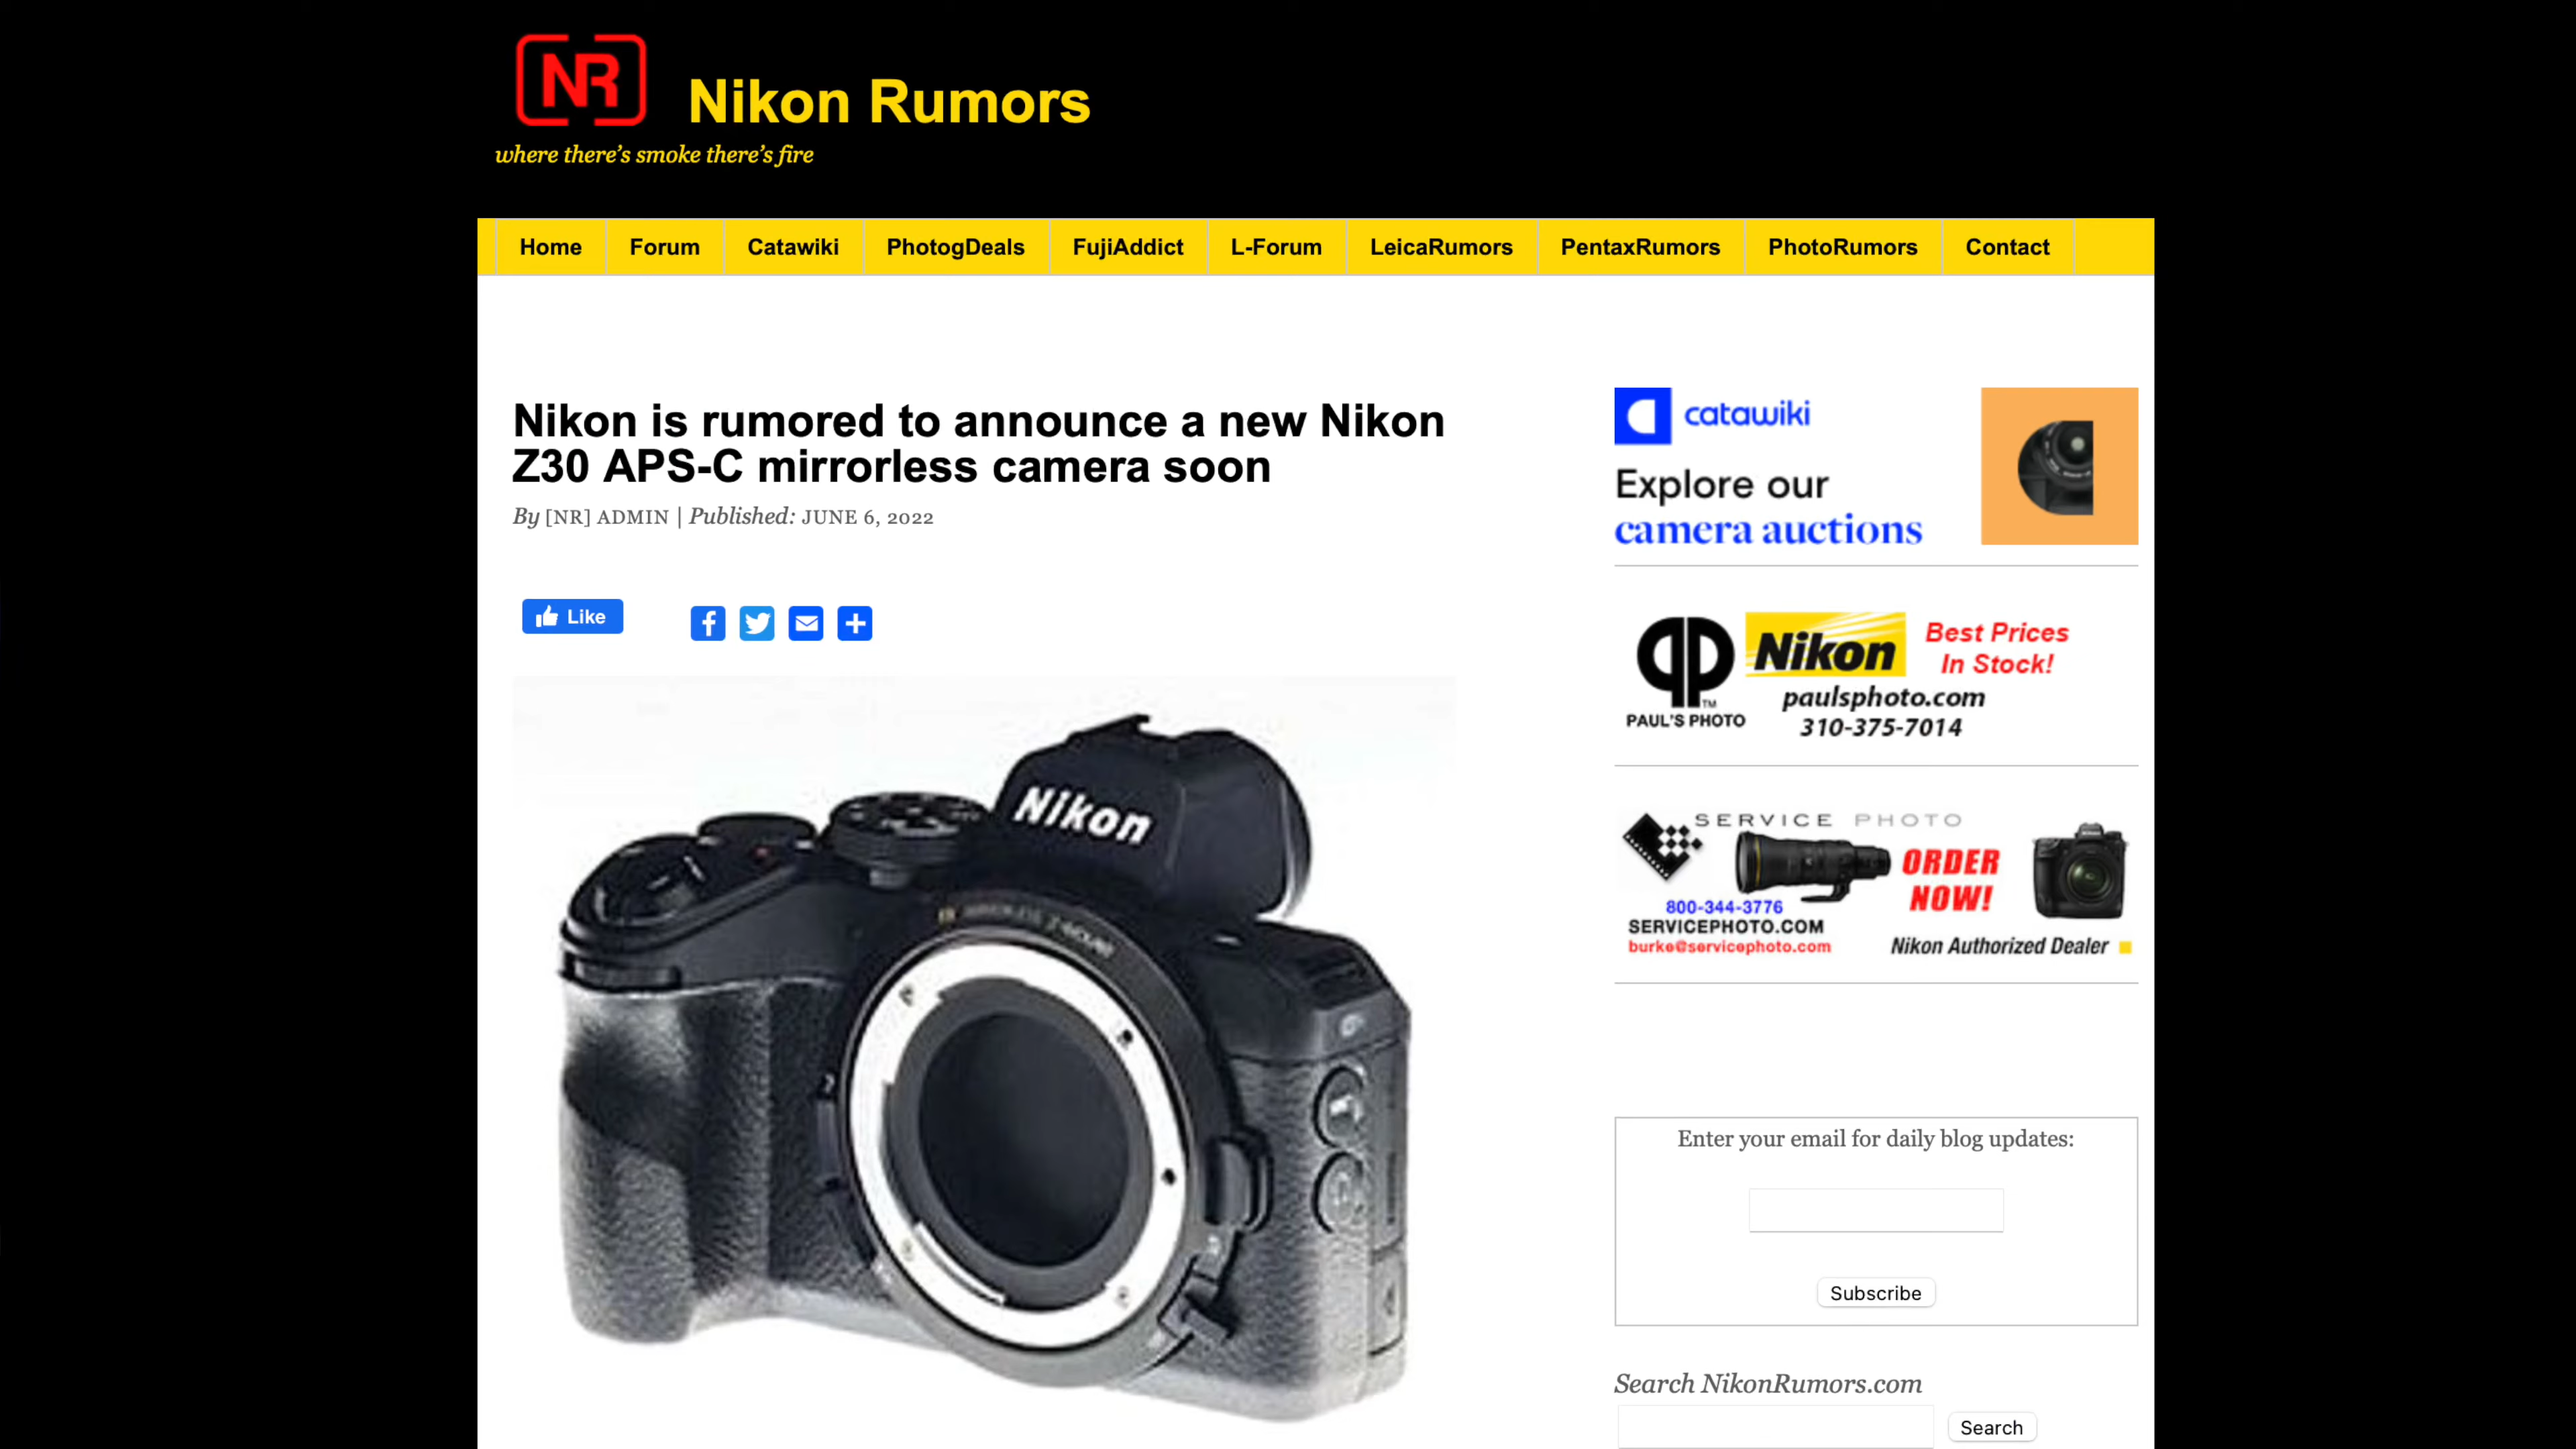 NR
Nikon Rumors
where there's smoke there's fire
Home Forum Catawiki PhotogDeals FujiAddict L-Forum LeicaRumors PentaxRumors PhotoRumors Contact
Nikon is rumored to announce a new Nikon
Z30 APS-C mirrorless camera soon
By [NR] ADMIN | Published: JUNE 6, 2022
Like
Nikon
catawiki
Explore our
camera auctions
PAUL'S PHOTO
TM
Nikon
Best Prices
In Stock!
paulsphoto.com
310-375-7014
SERVICE PHOTO
ORDER
NOW!
800-344-3776
SERVICEPHOTO.COM
burke@servicephoto.com
Nikon Authorized Dealer
Enter your email for daily blog updates:
Subscribe
Search NikonRumors.com
Search